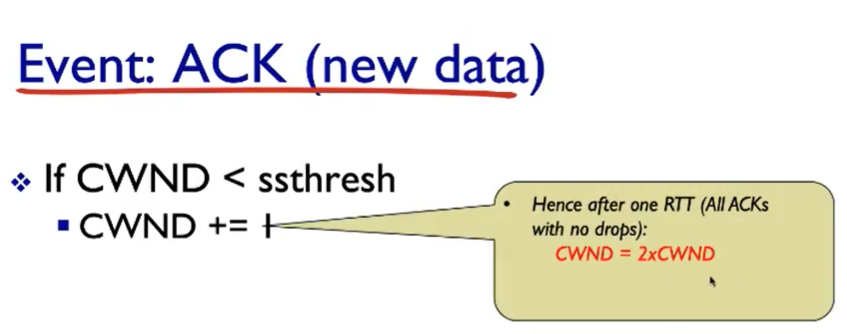 Event: ACK (new data)
If CWND < ssthresh
CWND += 1
Hence after one RTT (All ACKs
with no drops):
CWND = 2xCWND